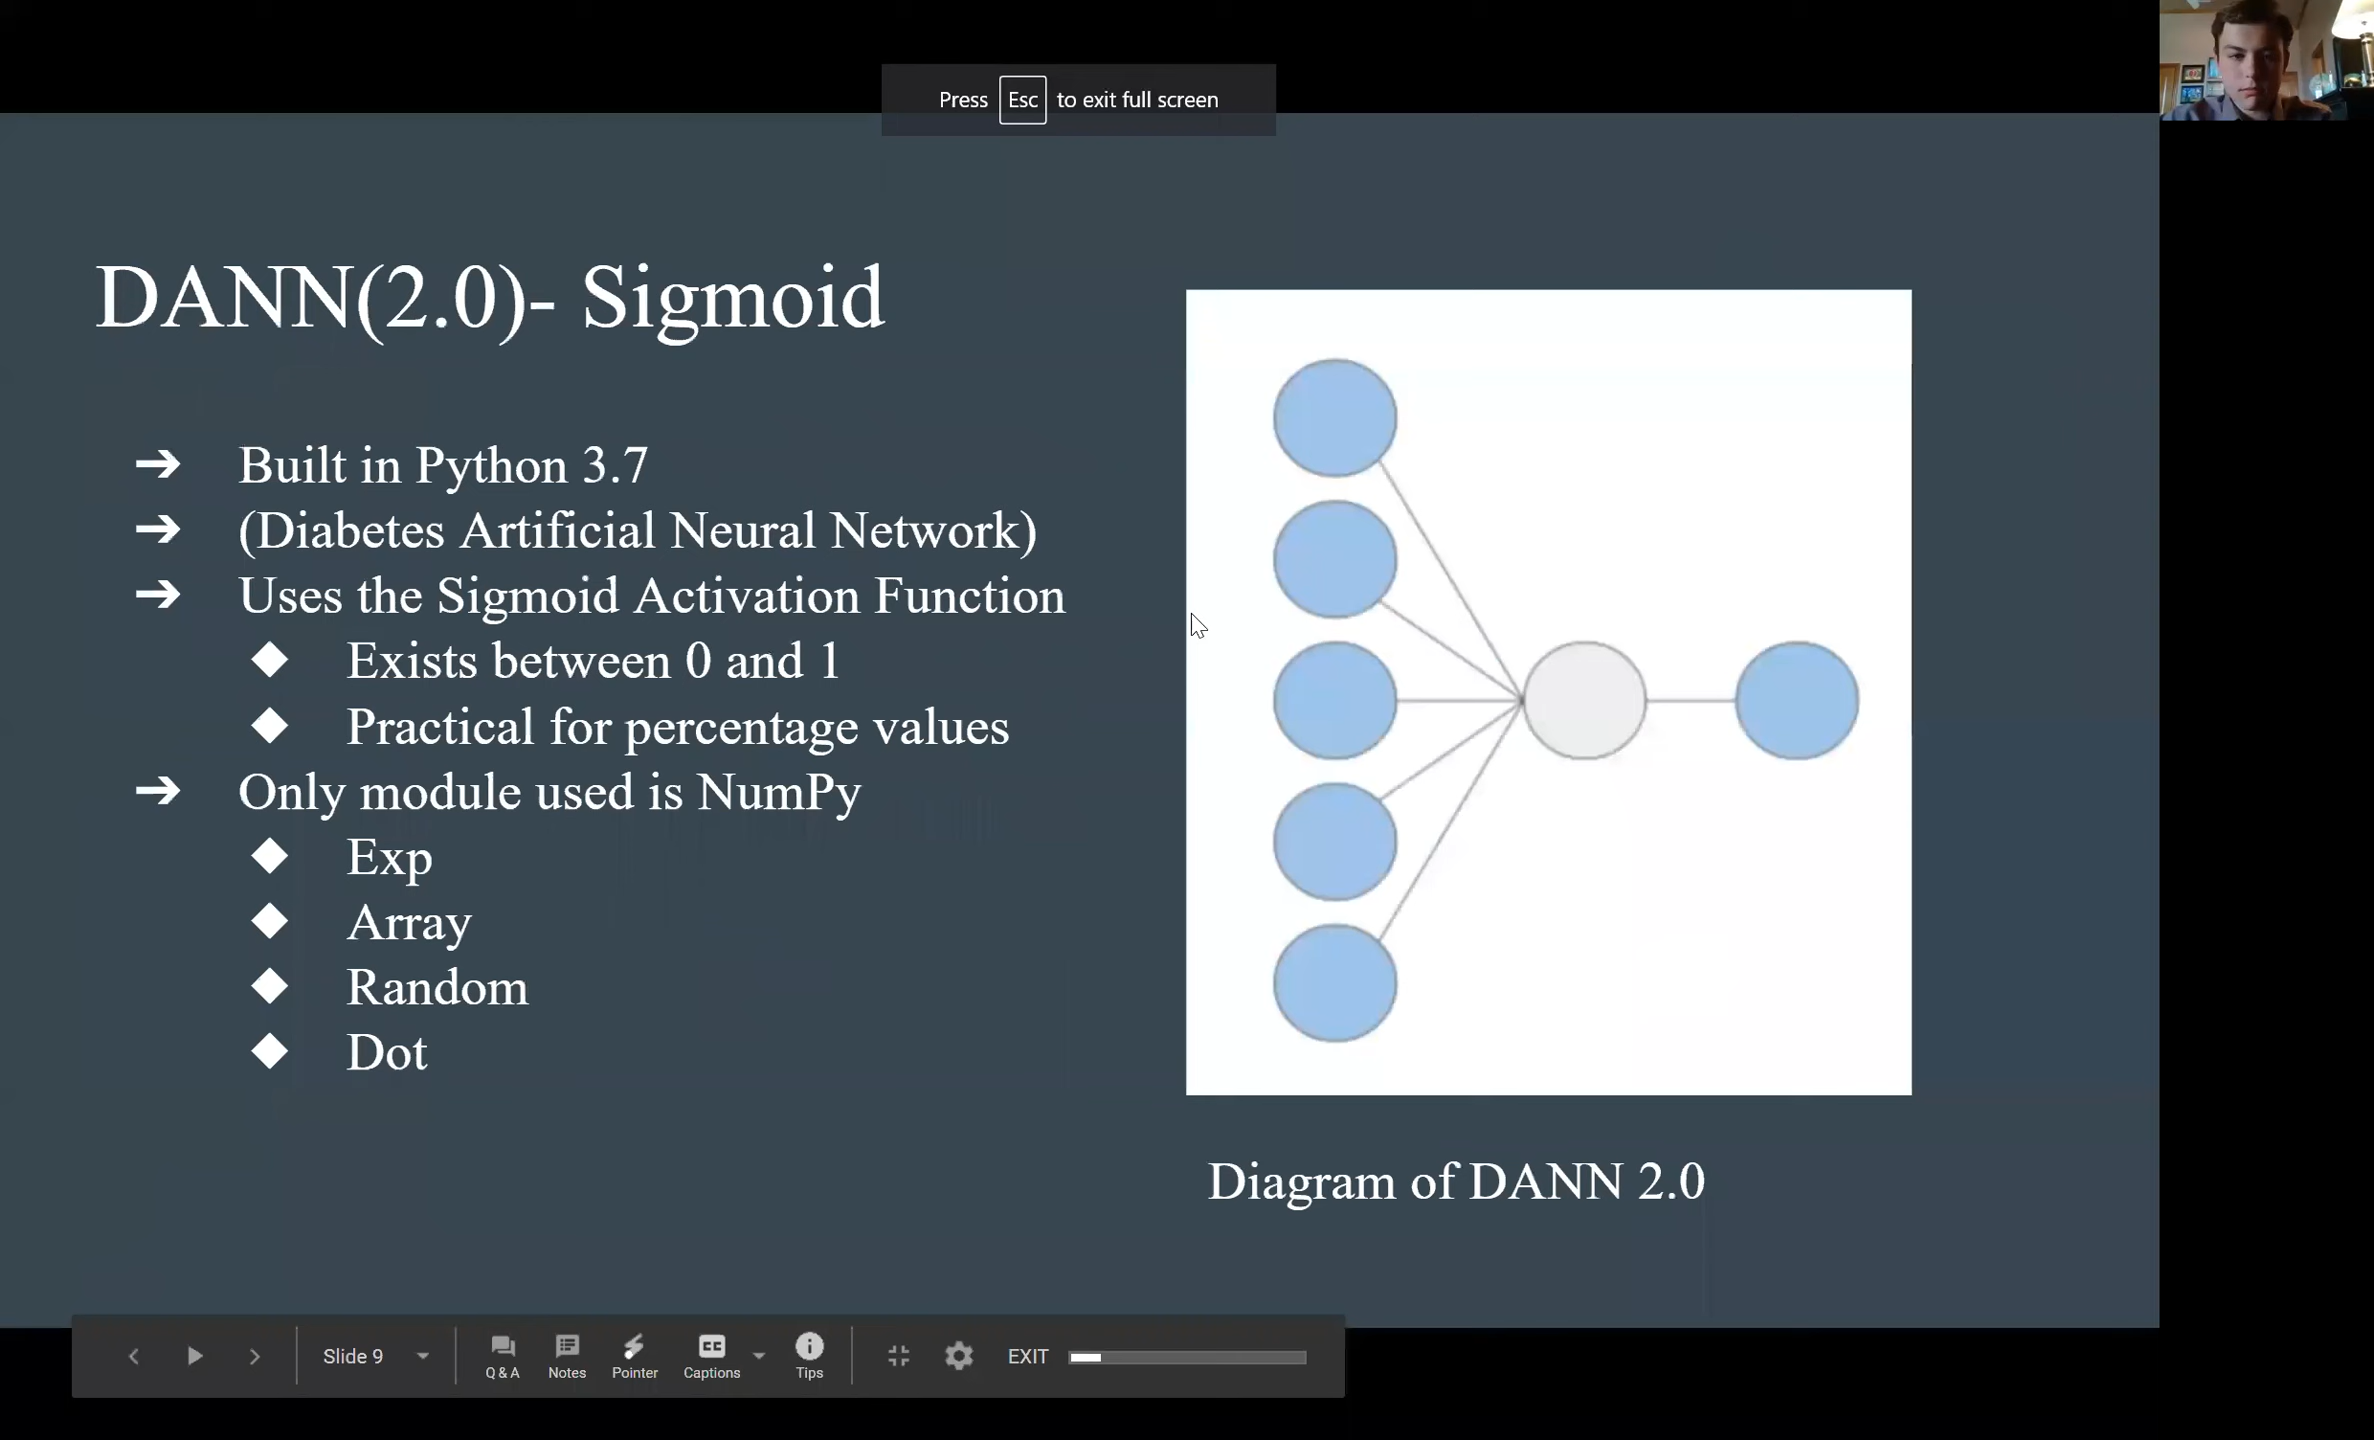 Press Esc to exit full screen
DANN(2.0)- Sigmoid
Built in Python 3.7
(Diabetes Artificial Neural Network)
Uses the Sigmoid Activation Function
Exists between 0 and 1
Practical for percentage values
Only module used is NumPy
Exp
Array
Random
Dot
Diagram of DANN 2.0
Slide 9
Q & A
Notes
Pointer
CC
Captions
Tips
EXIT